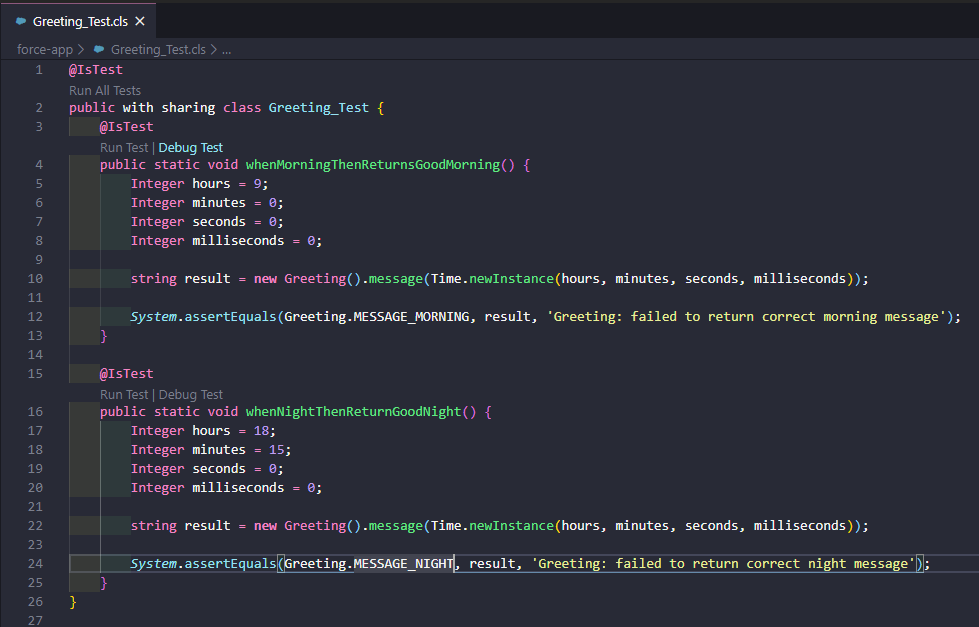 Greeting_Test.cls ×
force-app > Greeting_Test.cls > ...
1 @IsTest
Run All Tests
2 public with sharing class Greeting_Test {
3 @IsTest
Run Test | Debug Test
4 public static void whenMorningThenReturnsGoodMorning() {
5 Integer hours = 9;
6 Integer minutes = 0;
7 Integer seconds = 0;
8 Integer milliseconds = 0;
9
10 string result = new Greeting().message(Time.newInstance(hours, minutes, seconds, milliseconds));
11
12 System.assertEquals(Greeting.MESSAGE_MORNING, result, 'Greeting: failed to return correct morning message');
13 }
14
15 @IsTest
Run Test | Debug Test
16 public static void whenNightThenReturnGoodNight() {
17 Integer hours = 18;
18 Integer minutes = 15;
19 Integer seconds = 0;
20 Integer milliseconds = 0;
21
22 string result = new Greeting().message(Time.newInstance(hours, minutes, seconds, milliseconds));
23
24 System.assertEquals(Greeting.MESSAGE_NIGHT, result, 'Greeting: failed to return correct night message');
25 }
26 }
27